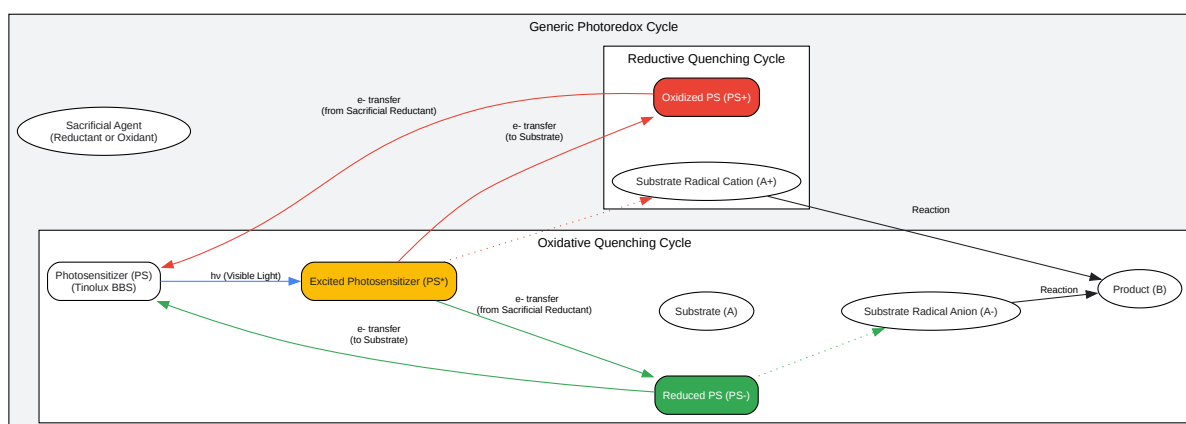 Generic Photoredox Cycle
Reductive Quenching Cycle
Oxidized PS (PS+)
e- transfer
(from Sacrificial Reductant)
Sacrificial Agent
(Reductant or Oxidant)
e- transfer
(to Substrate)
Substrate Radical Cation (A+)
Reaction
Oxidative Quenching Cycle
Photosensitizer (PS)
(Tinolux BBS)
hν (Visible Light)
Excited Photosensitizer (PS*)
e- transfer
(from Sacrificial Reductant)
Substrate (A)
Substrate Radical Anion (A-)
Reaction
Product (B)
e- transfer
(to Substrate)
Reduced PS (PS-)